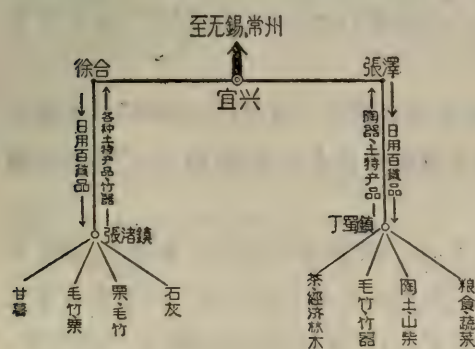 至无锡、常州
徐合
張澤
宜兴
日用百貨品
各种土特产品、竹器
陶器、土特产品
日用百貨品
張渚鎮
丁蜀鎮
甘薯
毛竹、栗
栗、毛竹
石灰
茶、經济林木
毛竹、竹器
陶土、山柴
粮食、蔬菜